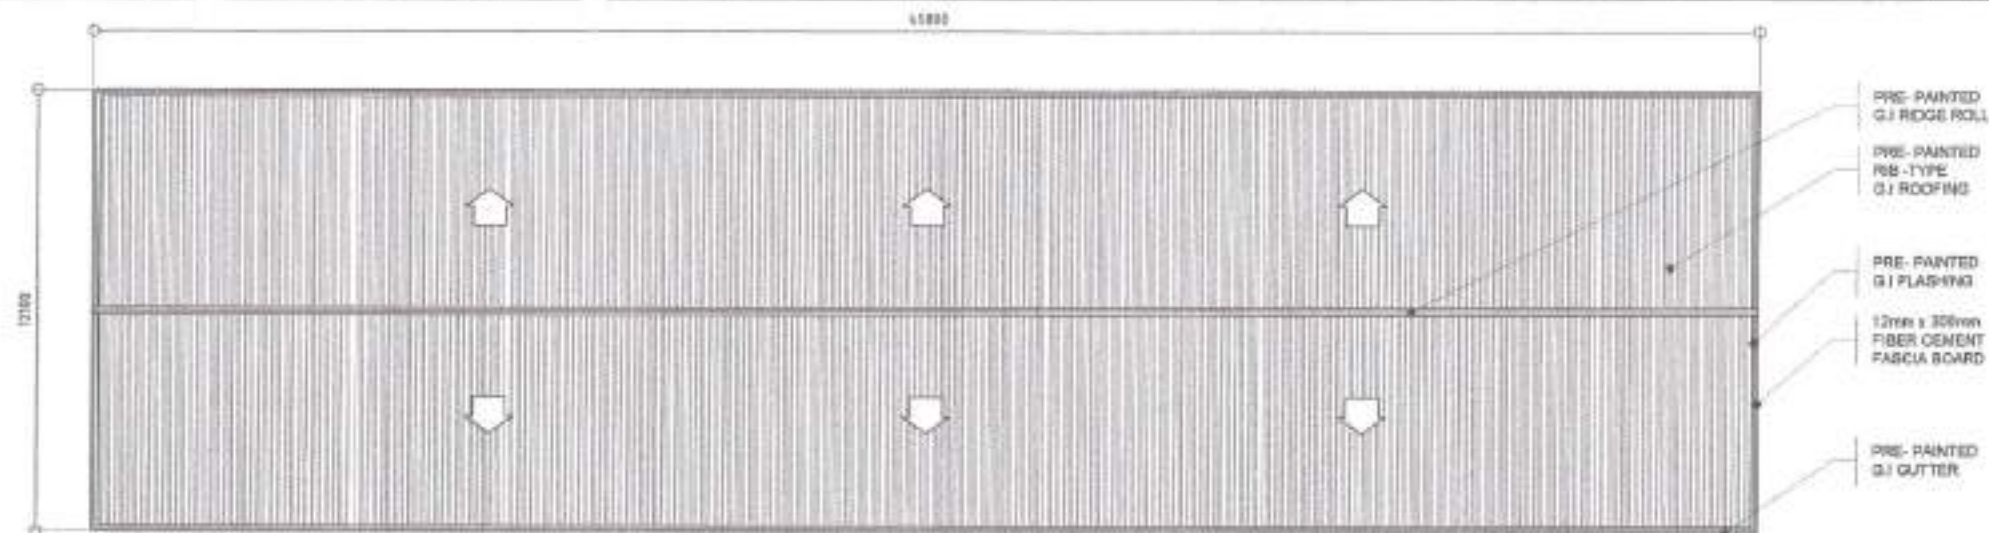 45800
12100
PRE- PAINTED
G.I RIDGE ROLL
PRE- PAINTED
RIB -TYPE
G.I ROOFING
PRE- PAINTED
G.I FLASHING
12mm x 300mm
FIBER CEMENT
FASCIA BOARD
PRE- PAINTED
G.I GUTTER